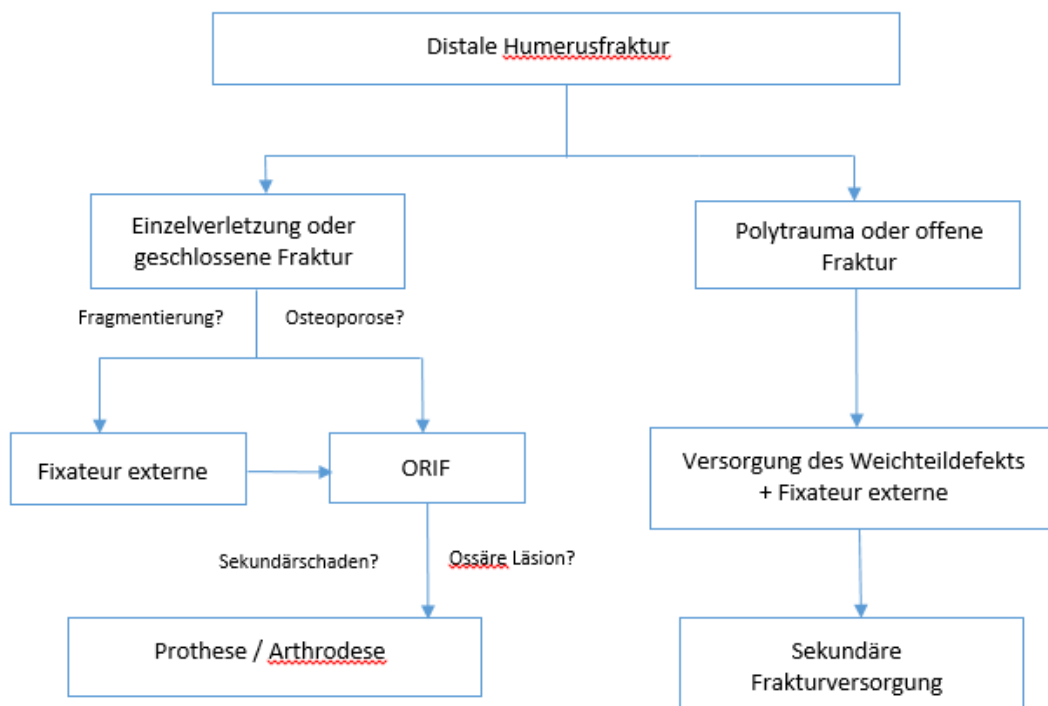 Distale Humerusfraktur
Einzelverletzung oder
geschlossene Fraktur
Polytrauma oder offene
Fraktur
Fragmentierung?
Osteoporose?
Fixateur externe
ORIF
Versorgung des Weichteildefekts
+ Fixateur externe
Sekundärschaden?
Ossäre Läsion?
Prothese / Arthrodese
Sekundäre
Frakturversorgung